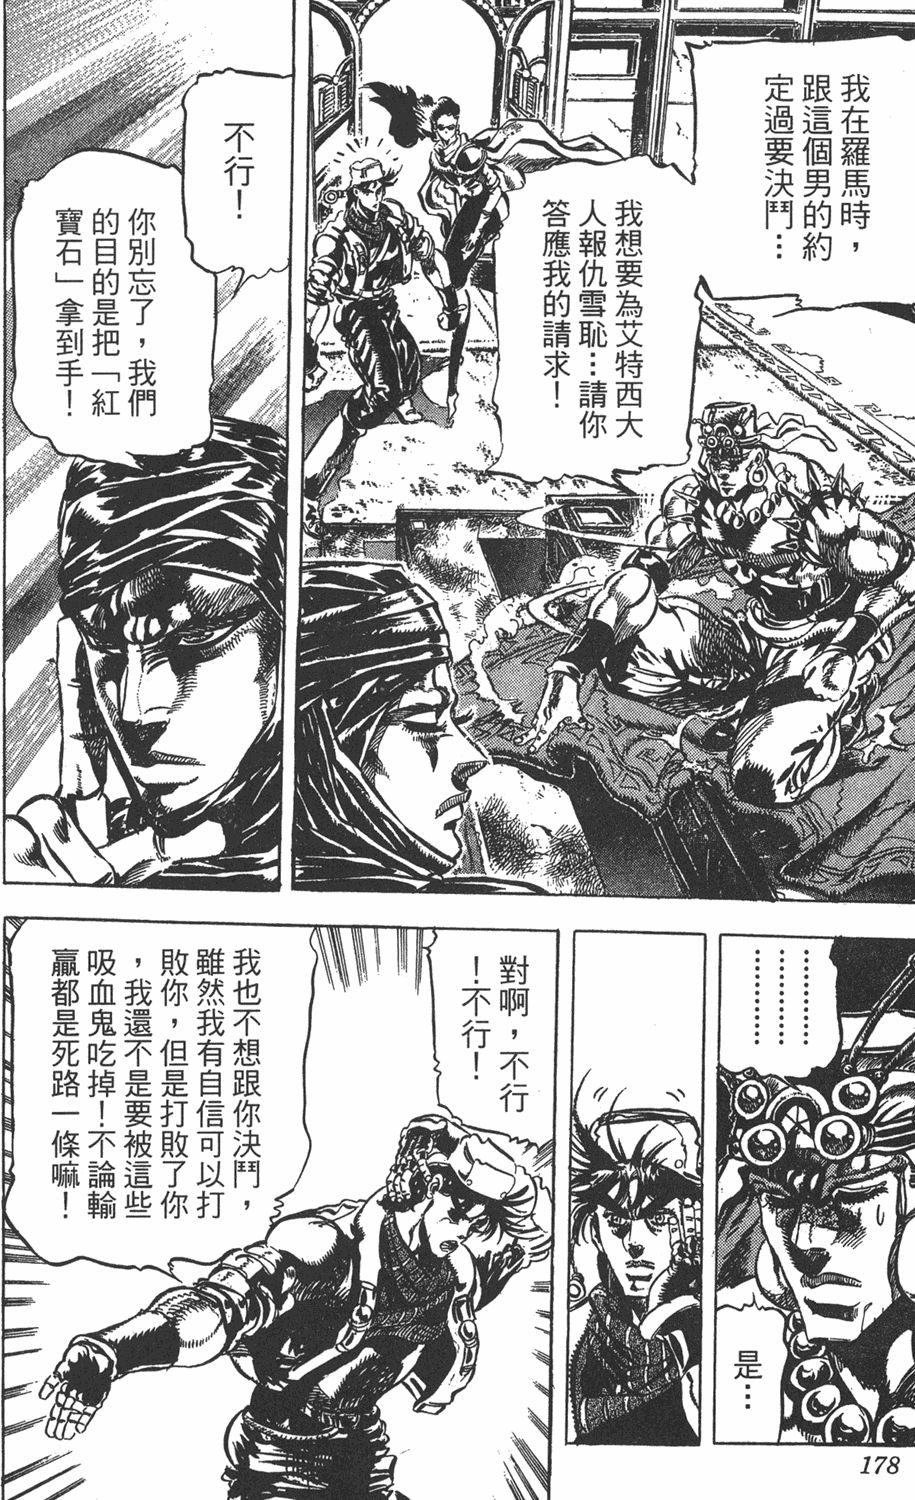 我在羅馬時，
跟這個男的約
定過要決鬥…
我想要為艾特西大
人報仇雪恥…請你
答應我的請求！
不行！
你別忘了，我們
的目的是把「紅
寶石」拿到手！
…………
是…
對啊，不行
！不行！
我也不想跟你決鬥，
雖然我有自信可以打
敗你，但是打敗了你
，我還不是要被這些
吸血鬼吃掉！不論輸
贏都是死路一條嘛！
178